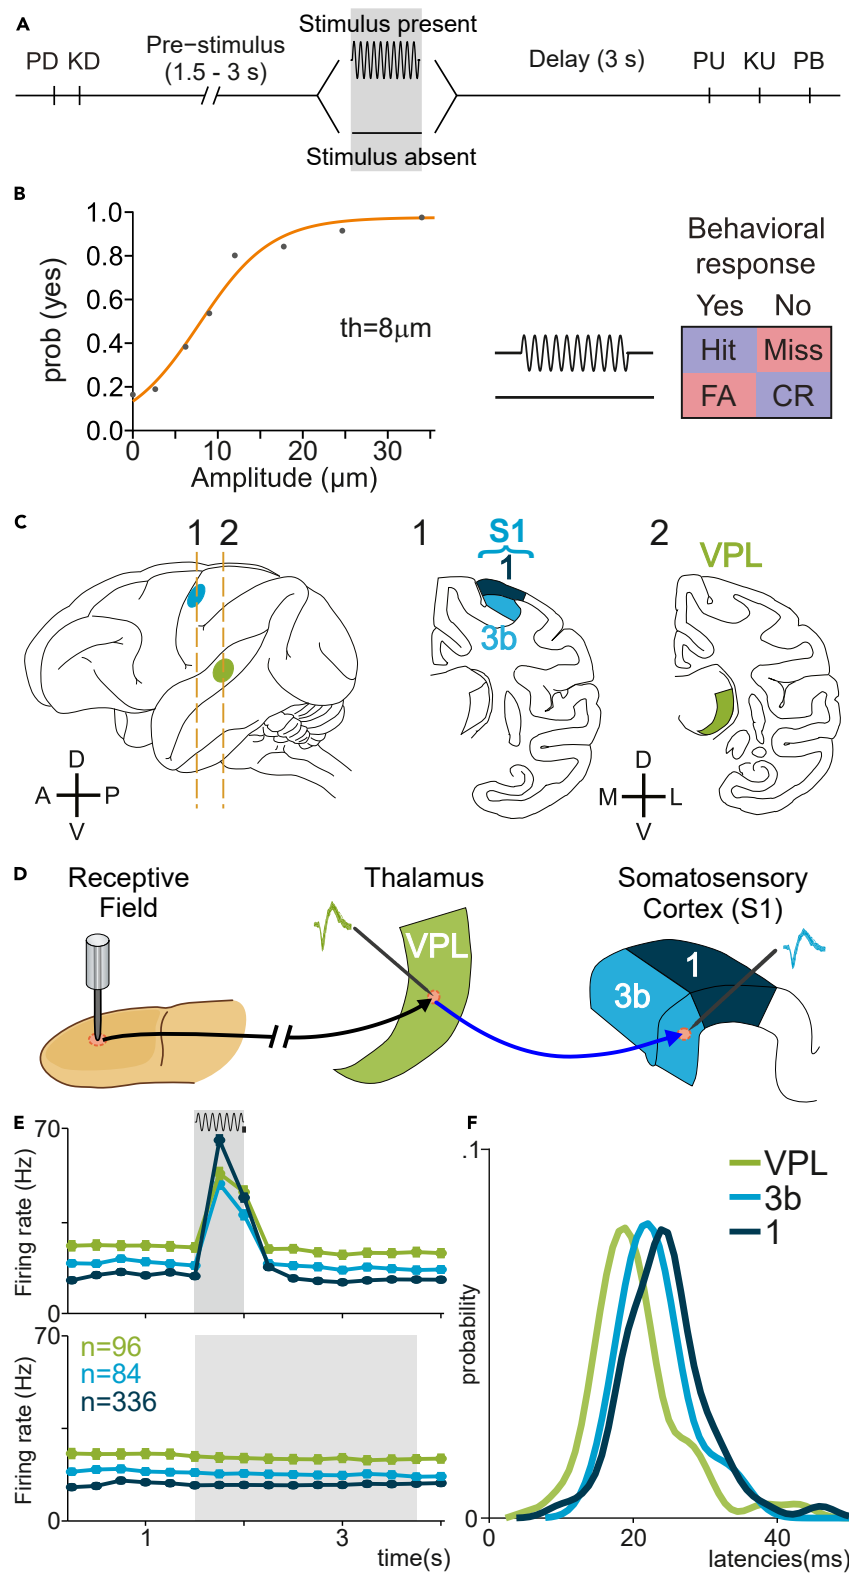 A
Stimulus present
PD KD
Pre−stimulus
(1.5 - 3 s)
Delay (3 s)
PU KU PB
Stimulus absent
B
1.0
0.8
0.6
0.4
0.2
0.0
prob (yes)
th=8μm
0 10 20 30
Amplitude (μm)
Behavioral
response
Yes No
Hit Miss
FA CR
C
1 2
1
S1
1
3b
2
VPL
D
A P
V
D
M L
V
D
Receptive
Field
Thalamus
Somatosensory
Cortex (S1)
VPL
1
3b
E
70
Firing rate (Hz)
0
70
n=96
n=84
n=336
Firing rate (Hz)
0
1 3
time(s)
F
.1
VPL
3b
1
probability
0
0 20 40
latencies(ms)